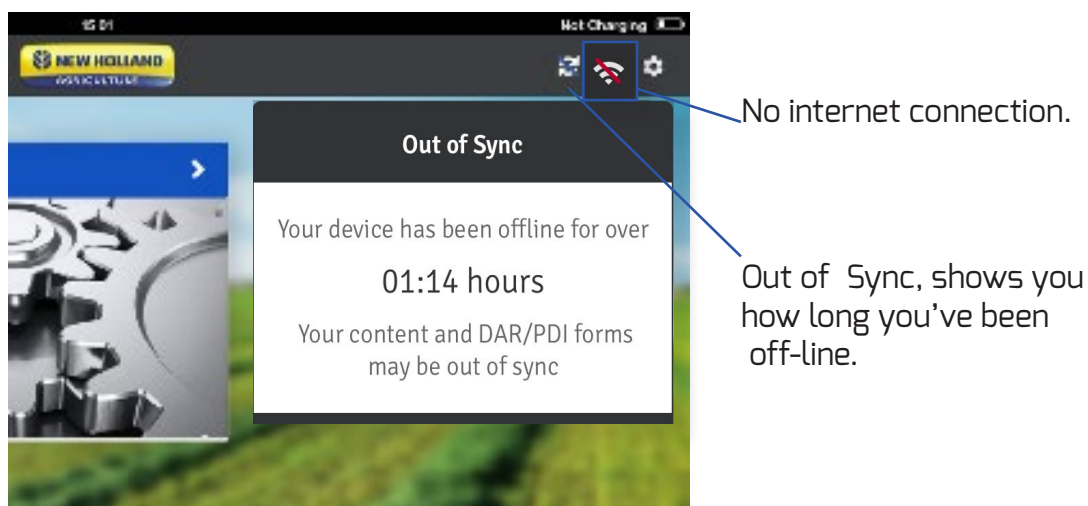 15 01
Not Charging
NEW HOLLAND
AGRICULTURE
Out of Sync
Your device has been offline for over
01:14 hours
Your content and DAR/PDI forms
may be out of sync
No internet connection.
Out of Sync, shows you
how long you've been
off-line.